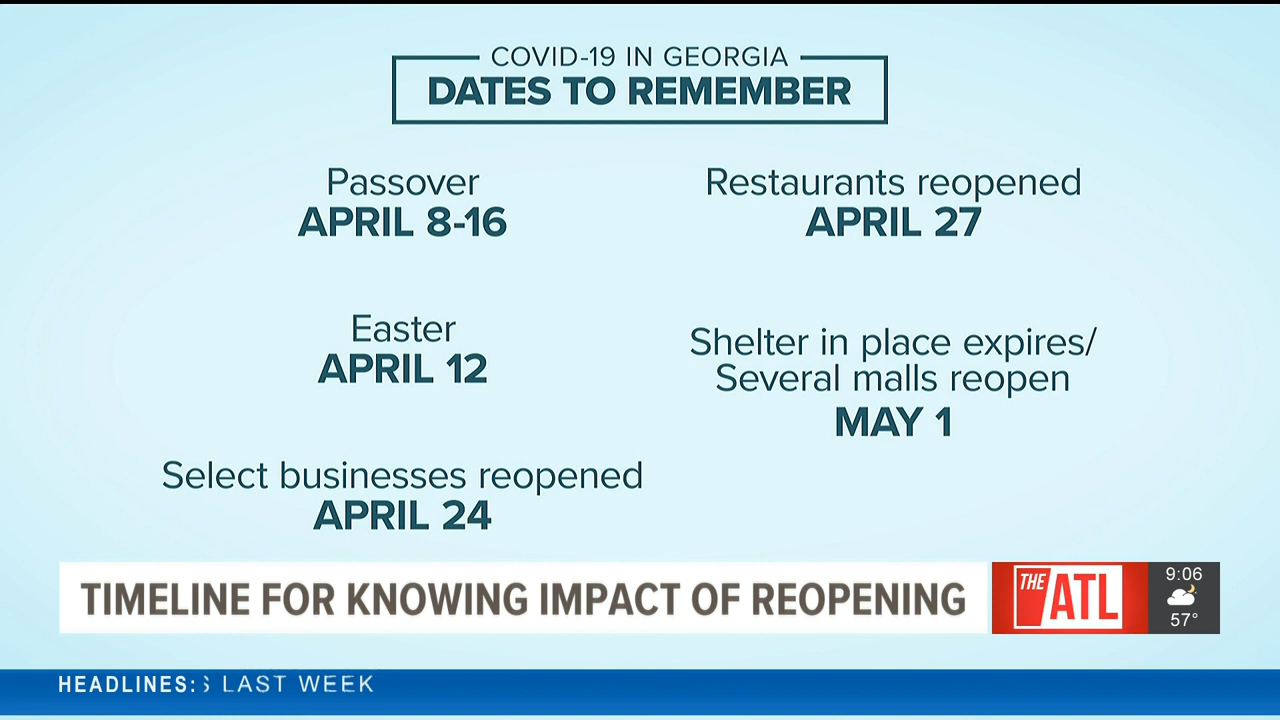 COVID-19 IN GEORGIA
DATES TO REMEMBER
Passover
APRIL 8-16
Easter
APRIL 12
Select businesses reopened
APRIL 24
Restaurants reopened
APRIL 27
Shelter in place expires/
Several malls reopen
MAY 1
TIMELINE FOR KNOWING IMPACT OF REOPENING
THE ATL
9:06
57°
HEADLINES: LAST WEEK